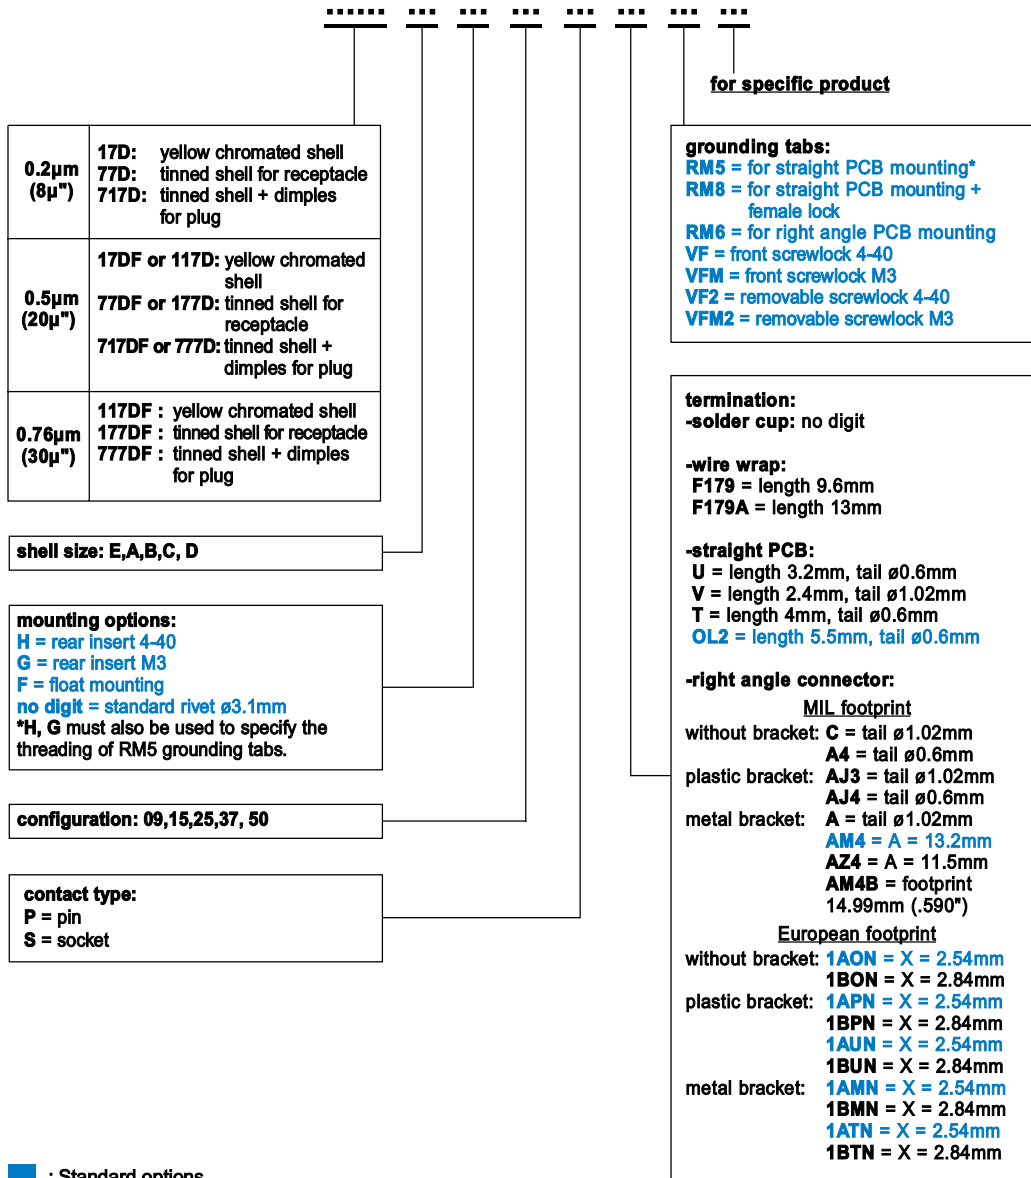 for specific product
0.2µm
(8µ")
17D: yellow chromated shell
77D: tinned shell for receptacle
717D: tinned shell + dimples
for plug
0.5µm
(20µ")
17DF or 117D: yellow chromated
shell
77DF or 177D: tinned shell for
receptacle
717DF or 777D: tinned shell +
dimples for plug
0.76µm
(30µ")
117DF : yellow chromated shell
177DF : tinned shell for receptacle
777DF : tinned shell + dimples
for plug
shell size: E,A,B,C, D
mounting options:
H = rear insert 4-40
G = rear insert M3
F = float mounting
no digit = standard rivet ø3.1mm
*H, G must also be used to specify the
threading of RM5 grounding tabs.
configuration: 09,15,25,37, 50
contact type:
P = pin
S = socket
grounding tabs:
RM5 = for straight PCB mounting*
RM8 = for straight PCB mounting +
female lock
RM6 = for right angle PCB mounting
VF = front screwlock 4-40
VFM = front screwlock M3
VF2 = removable screwlock 4-40
VFM2 = removable screwlock M3
termination:
-solder cup: no digit
-wire wrap:
F179 = length 9.6mm
F179A = length 13mm
-straight PCB:
U = length 3.2mm, tail ø0.6mm
V = length 2.4mm, tail ø1.02mm
T = length 4mm, tail ø0.6mm
OL2 = length 5.5mm, tail ø0.6mm
-right angle connector:
MIL footprint
without bracket: C = tail ø1.02mm
A4 = tail ø0.6mm
plastic bracket: AJ3 = tail ø1.02mm
AJ4 = tail ø0.6mm
metal bracket: A = tail ø1.02mm
AM4 = A = 13.2mm
AZ4 = A = 11.5mm
AM4B = footprint
14.99mm (.590")
European footprint
without bracket: 1AON = X = 2.54mm
1BON = X = 2.84mm
plastic bracket: 1APN = X = 2.54mm
1BPN = X = 2.84mm
1AUN = X = 2.54mm
1BUN = X = 2.84mm
metal bracket: 1AMN = X = 2.54mm
1BMN = X = 2.84mm
1ATN = X = 2.54mm
1BTN = X = 2.84mm
: Standard options